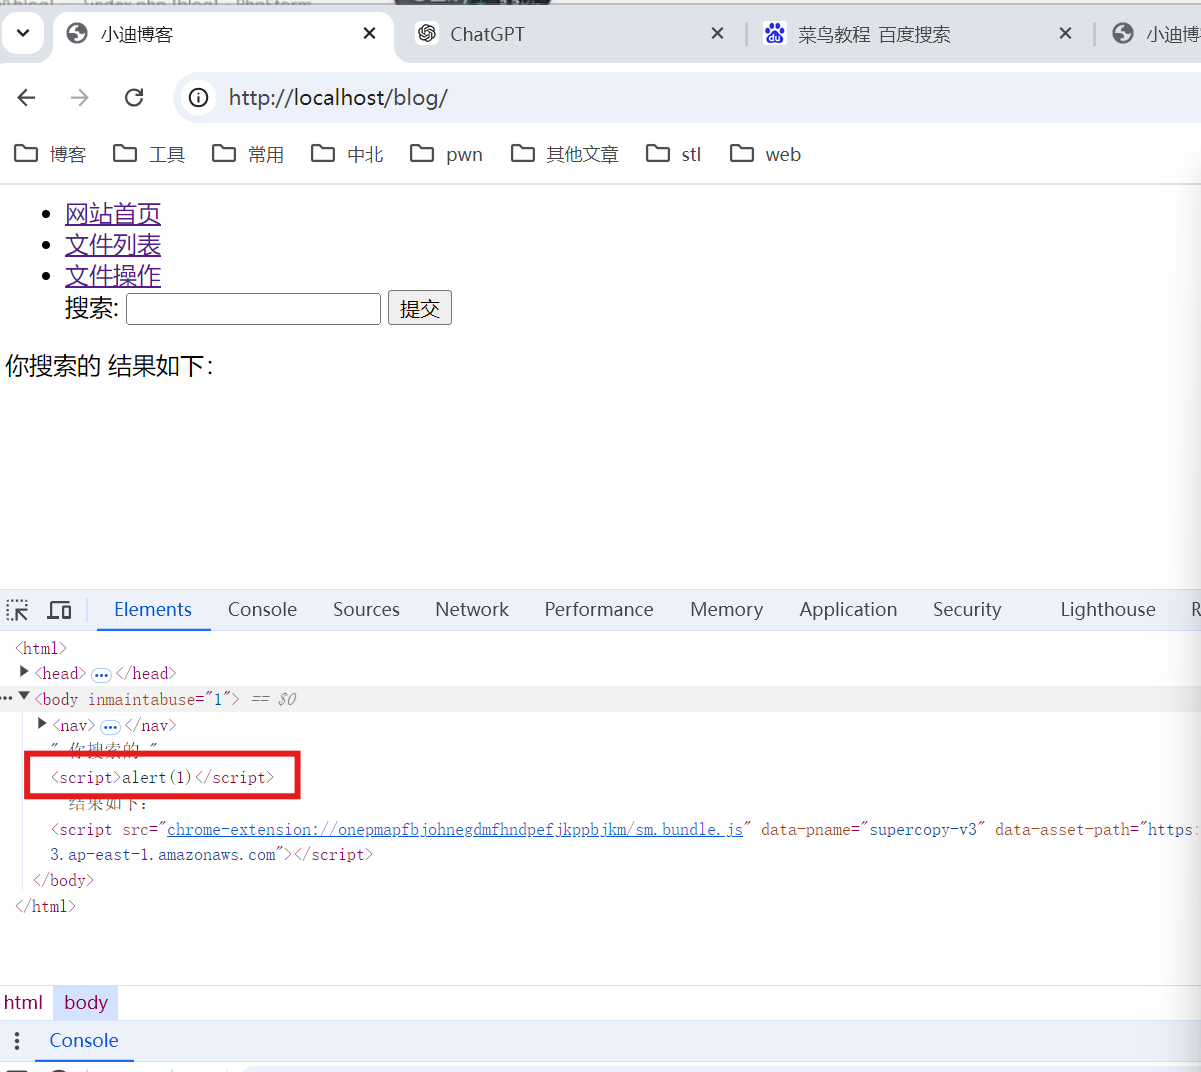 小迪博客 ChatGPT 菜鸟教程 百度搜索 小迪博
http://localhost/blog/
博客 工具 常用 中北 pwn 其他文章 stl web
网站首页
文件列表
文件操作
搜索: 提交
你搜索的 结果如下：
Elements Console Sources Network Performance Memory Application Security Lighthouse R
<html>
<head> ••• </head>
<body inmaintabuse="1"> == $0
<nav> ••• </nav>
" 你搜索的 "
<script>alert(1)</script>
结果如下：
<script src="chrome-extension://onepmapfbjohnegdmfhndpefjkppbjkm/sm.bundle.js" data-pname="supercopy-v3" data-asset-path="https:
3.ap-east-1.amazonaws.com"></script>
</body>
</html>
html body
Console